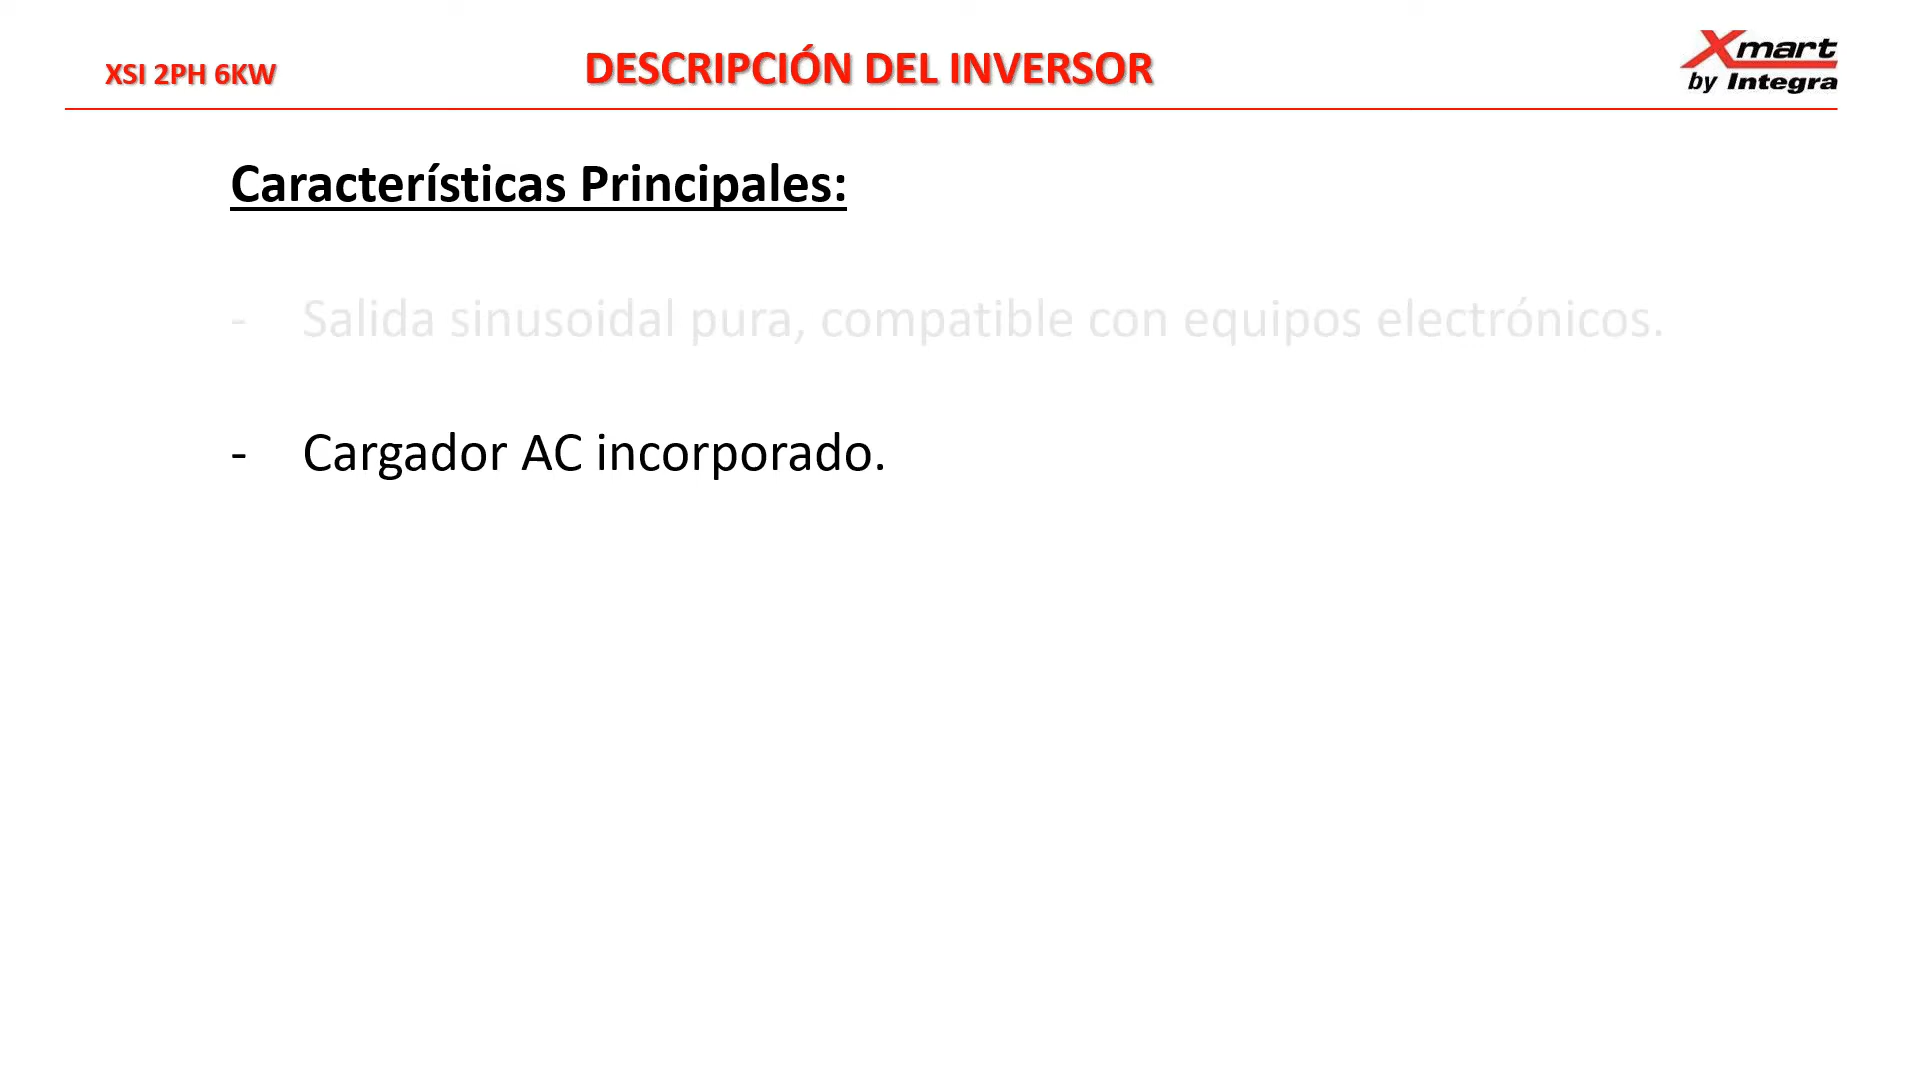 XSI 2PH 6KW
DESCRIPCIÓN DEL INVERSOR
Xmart
by Integra
Características Principales:
- Salida sinusoidal pura, compatible con equipos electrónicos.
- Cargador AC incorporado.